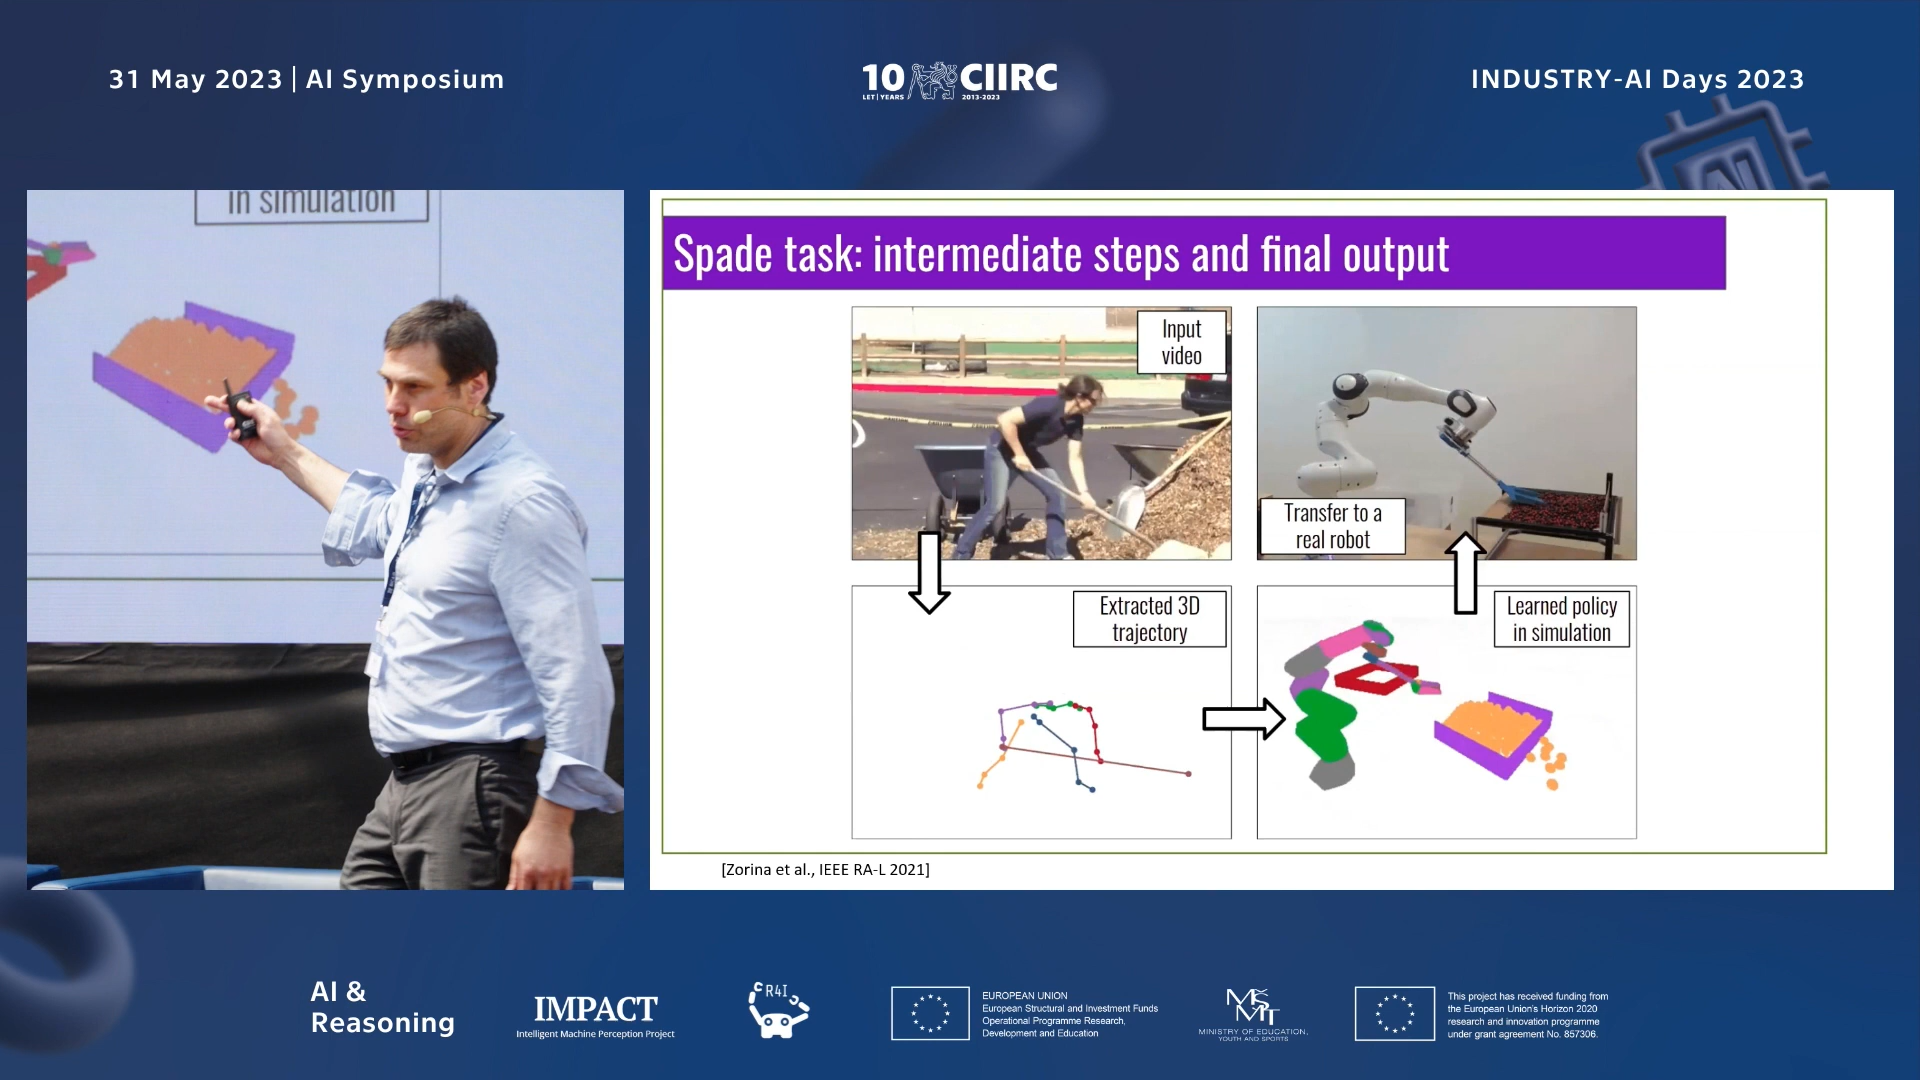 31 May 2023 | AI Symposium
10 CIIRC
LET | YEARS 2013-2023
INDUSTRY-AI Days 2023
in simulation
Spade task: intermediate steps and final output
Input
video
Transfer to a
real robot
Extracted 3D
trajectory
Learned policy
in simulation
[Zorina et al., IEEE RA-L 2021]
AI &
Reasoning
IMPACT
Intelligent Machine Perception Project
R4I
EUROPEAN UNION
European Structural and Investment Funds
Operational Programme Research,
Development and Education
MINISTRY OF EDUCATION,
YOUTH AND SPORTS
This project has received funding from
the European Union's Horizon 2020
research and innovation programme
under grant agreement No. 857306.